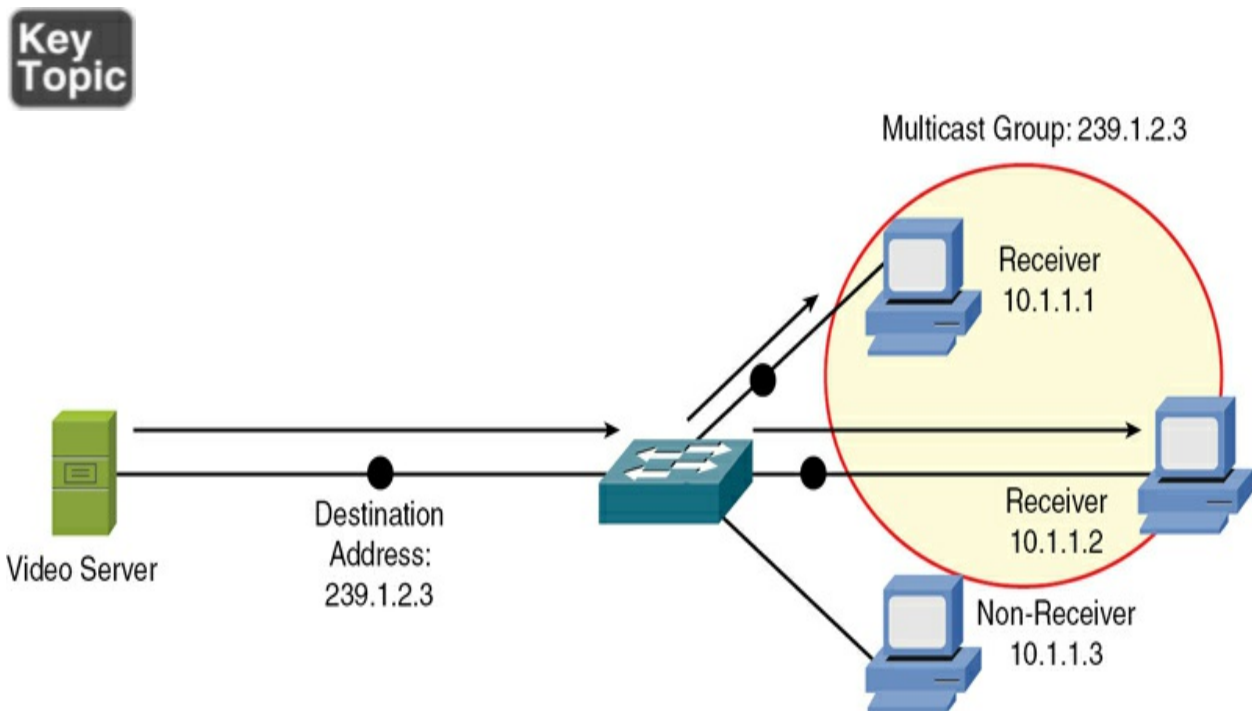 Key
Topic
Multicast Group: 239.1.2.3
Receiver
10.1.1.1
Destination
Address:
239.1.2.3
Video Server
Receiver
10.1.1.2
Non-Receiver
10.1.1.3